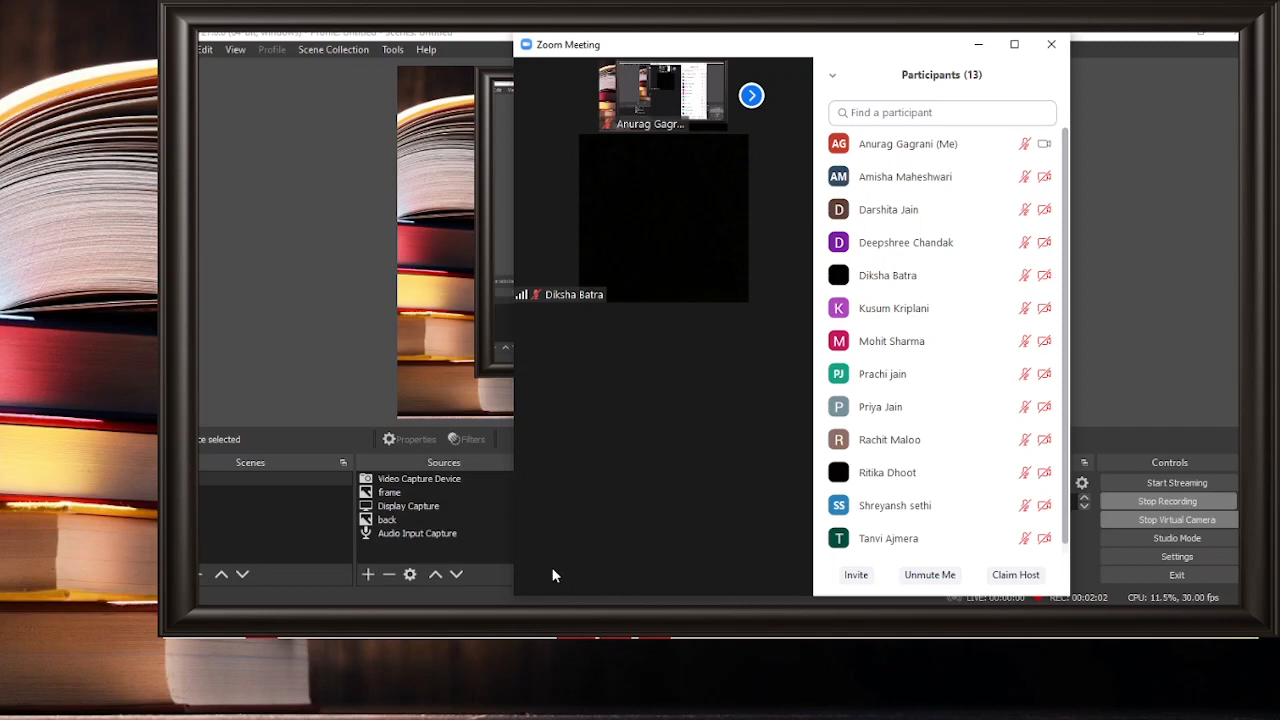 Edit View Profile Scene Collection Tools Help
Zoom Meeting
Anurag Gagr...
Diksha Batra
Participants (13)
Find a participant
AG Anurag Gagrani (Me)
AM Amisha Maheshwari
D Darshita Jain
D Deepshree Chandak
Diksha Batra
K Kusum Kriplani
M Mohit Sharma
PJ Prachi jain
P Priya Jain
R Rachit Maloo
Ritika Dhoot
SS Shreyansh sethi
T Tanvi Ajmera
Invite Unmute Me Claim Host
ce selected
Properties Filters
Scenes
Sources
Video Capture Device
frame
Display Capture
back
Audio Input Capture
Controls
Start Streaming
Stop Recording
Stop Virtual Camera
Studio Mode
Settings
Exit
LIVE: 00:00:00 REC: 00:02:02 CPU: 11.5%, 30.00 fps